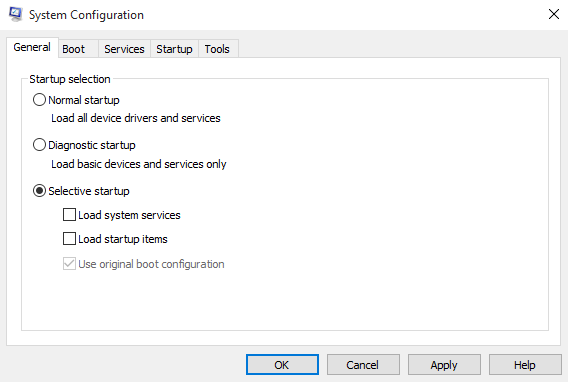 System Configuration
General Boot Services Startup Tools
Startup selection
Normal startup
Load all device drivers and services
Diagnostic startup
Load basic devices and services only
Selective startup
Load system services
Load startup items
Use original boot configuration
OK Cancel Apply Help